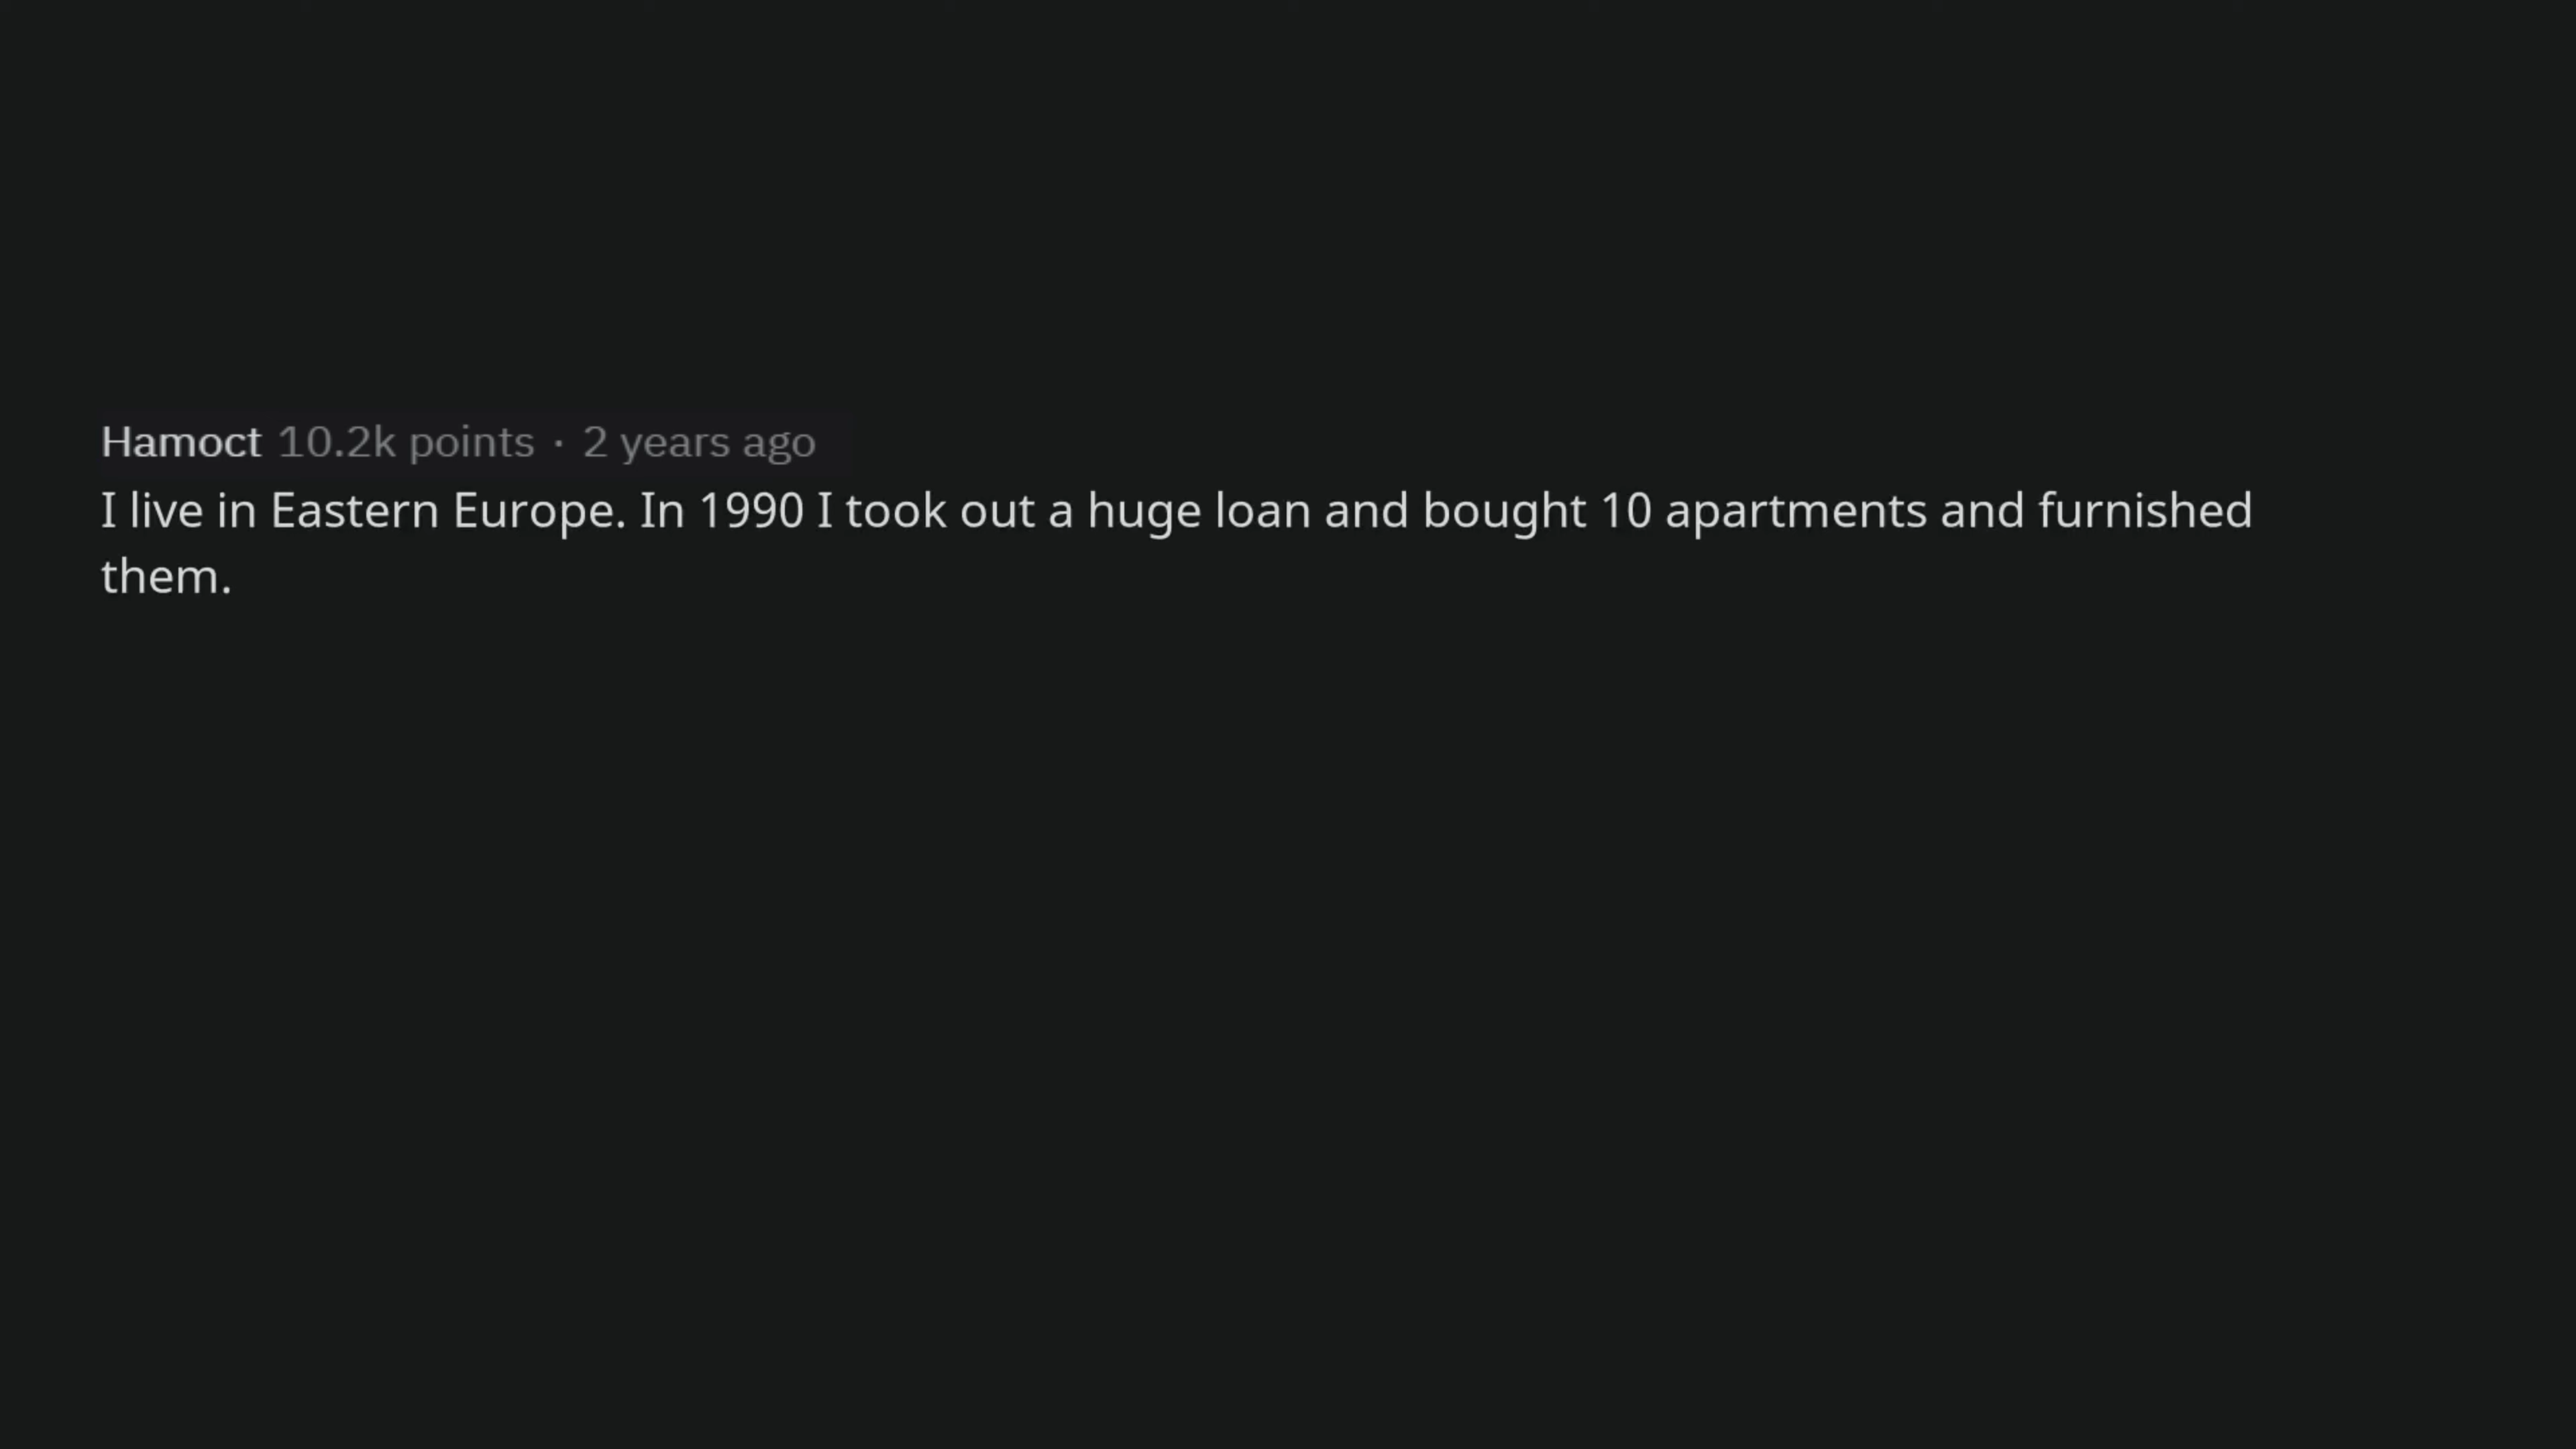 Hamoct 10.2k points · 2 years ago
I live in Eastern Europe. In 1990 I took out a huge loan and bought 10 apartments and furnished
them.